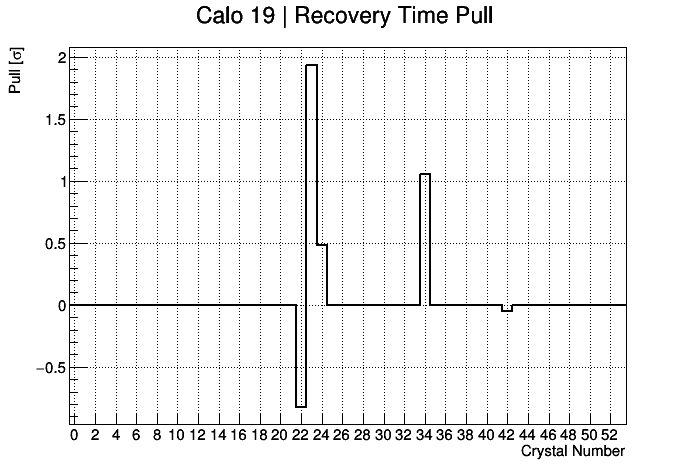 Calo 19 | Recovery Time Pull
Pull [σ]
2
1.5
1
0.5
0
−0.5
0 2 4 6 8 10 12 14 16 18 20 22 24 26 28 30 32 34 36 38 40 42 44 46 48 50 52
Crystal Number